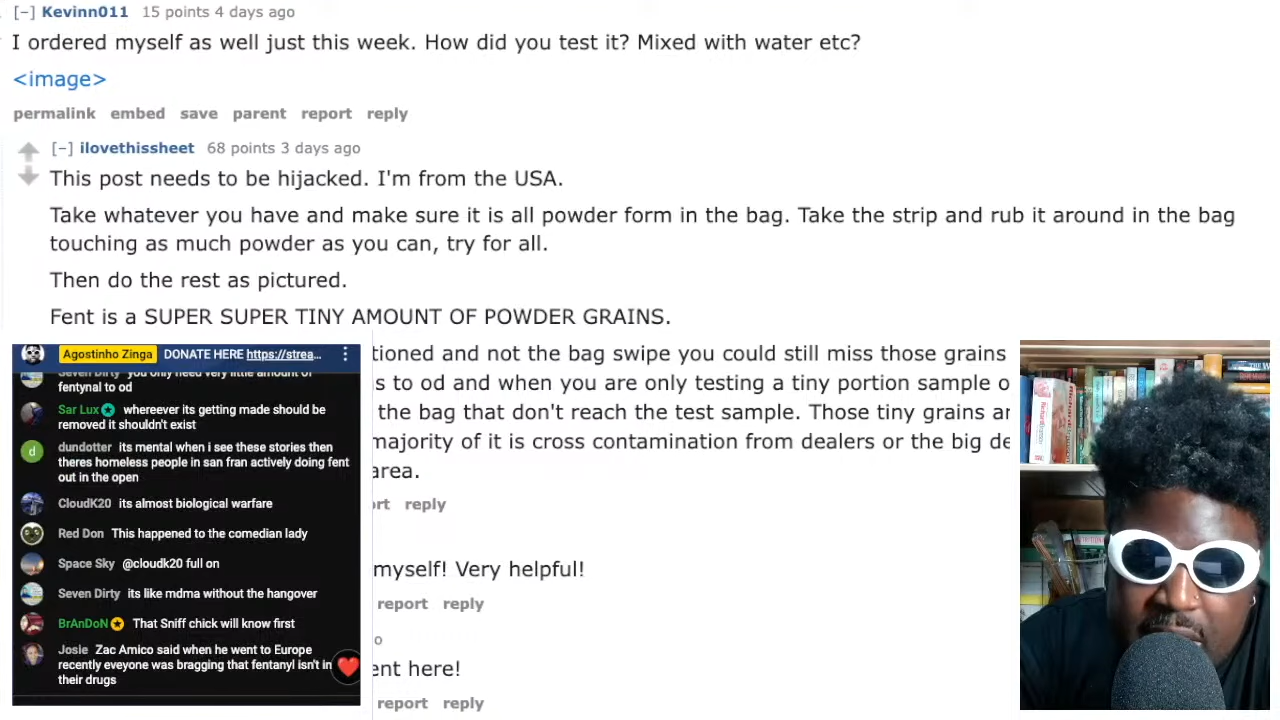 [–] Kevinn011 15 points 4 days ago
I ordered myself as well just this week. How did you test it? Mixed with water etc?
<image>
permalink embed save parent report reply
[–] ilovethissheet 68 points 3 days ago
This post needs to be hijacked. I'm from the USA.
Take whatever you have and make sure it is all powder form in the bag. Take the strip and rub it around in the bag
touching as much powder as you can, try for all.
Then do the rest as pictured.
Fent is a SUPER SUPER TINY AMOUNT OF POWDER GRAINS.
tioned and not the bag swipe you could still miss those grains
s to od and when you are only testing a tiny portion sample o
the bag that don't reach the test sample. Those tiny grains ar
majority of it is cross contamination from dealers or the big de
area.
rt reply
myself! Very helpful!
report reply
o
ent here!
report reply
Agostinho Zinga DONATE HERE https://strea...
Seven Dirty you only need very little amount of
fentynal to od
Sar Lux whereever its getting made should be
removed it shouldn't exist
d
dundotter its mental when i see these stories then
theres homeless people in san fran actively doing fent
out in the open
CloudK20 its almost biological warfare
Red Don This happened to the comedian lady
Space Sky @cloudk20 full on
Seven Dirty its like mdma without the hangover
BrAnDoN That Sniff chick will know first
Josie Zac Amico said when he went to Europe
recently eveyone was bragging that fentanyl isn't in
their drugs